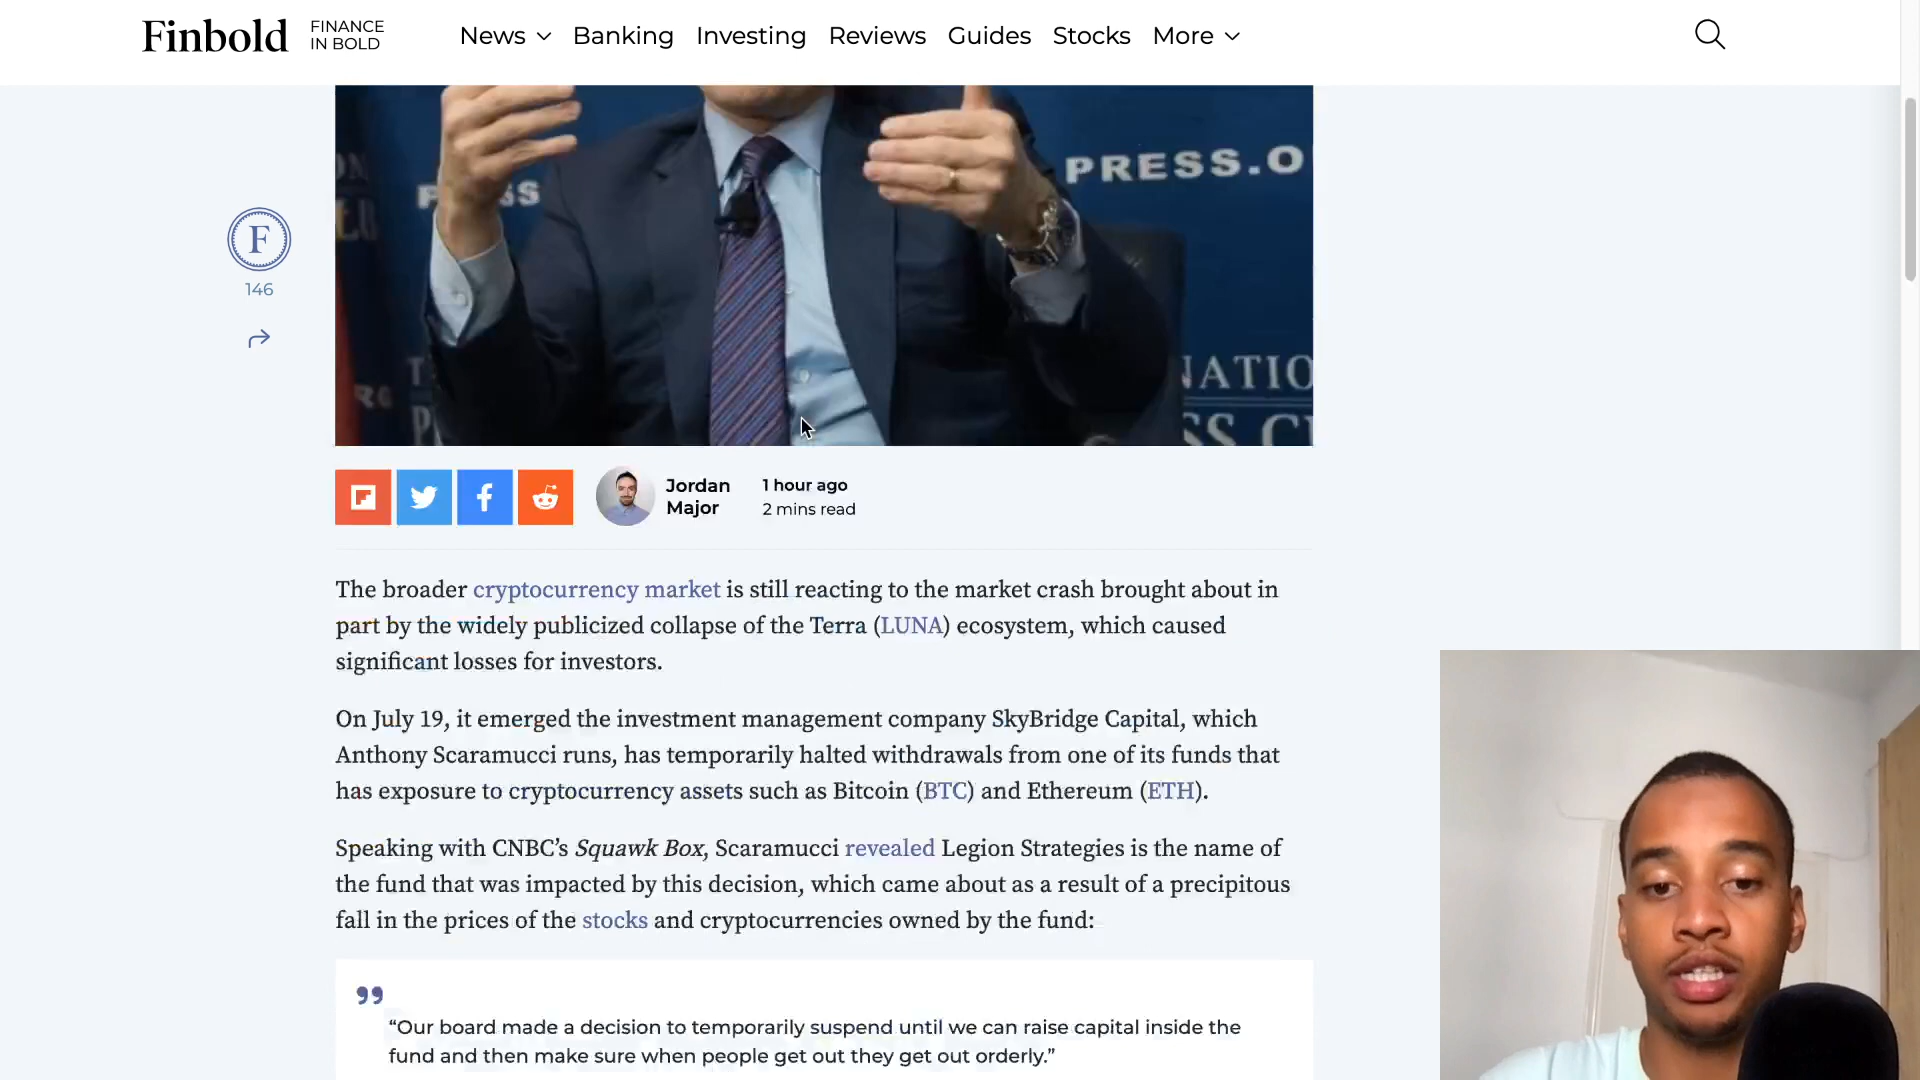 Finbold
FINANCE
IN BOLD
News Banking Investing Reviews Guides Stocks More
PRESS.O
NATIO
SS C
F
146
Jordan
Major
1 hour ago
2 mins read
The broader cryptocurrency market is still reacting to the market crash brought about in
part by the widely publicized collapse of the Terra (LUNA) ecosystem, which caused
significant losses for investors.
On July 19, it emerged the investment management company SkyBridge Capital, which
Anthony Scaramucci runs, has temporarily halted withdrawals from one of its funds that
has exposure to cryptocurrency assets such as Bitcoin (BTC) and Ethereum (ETH).
Speaking with CNBC’s Squawk Box, Scaramucci revealed Legion Strategies is the name of
the fund that was impacted by this decision, which came about as a result of a precipitous
fall in the prices of the stocks and cryptocurrencies owned by the fund:
“Our board made a decision to temporarily suspend until we can raise capital inside the
fund and then make sure when people get out they get out orderly.”